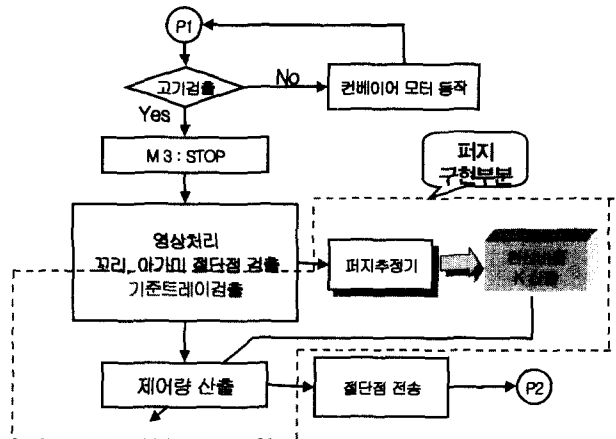 P1
고기검출
No
컨베이어 모터 동작
Yes
M 3 : STOP
퍼지
구현부분
영상처리
꼬리, 아가미 절단점 검출
기준트레이검출
퍼지추정기
제어량 산출
절단점 전송
P2